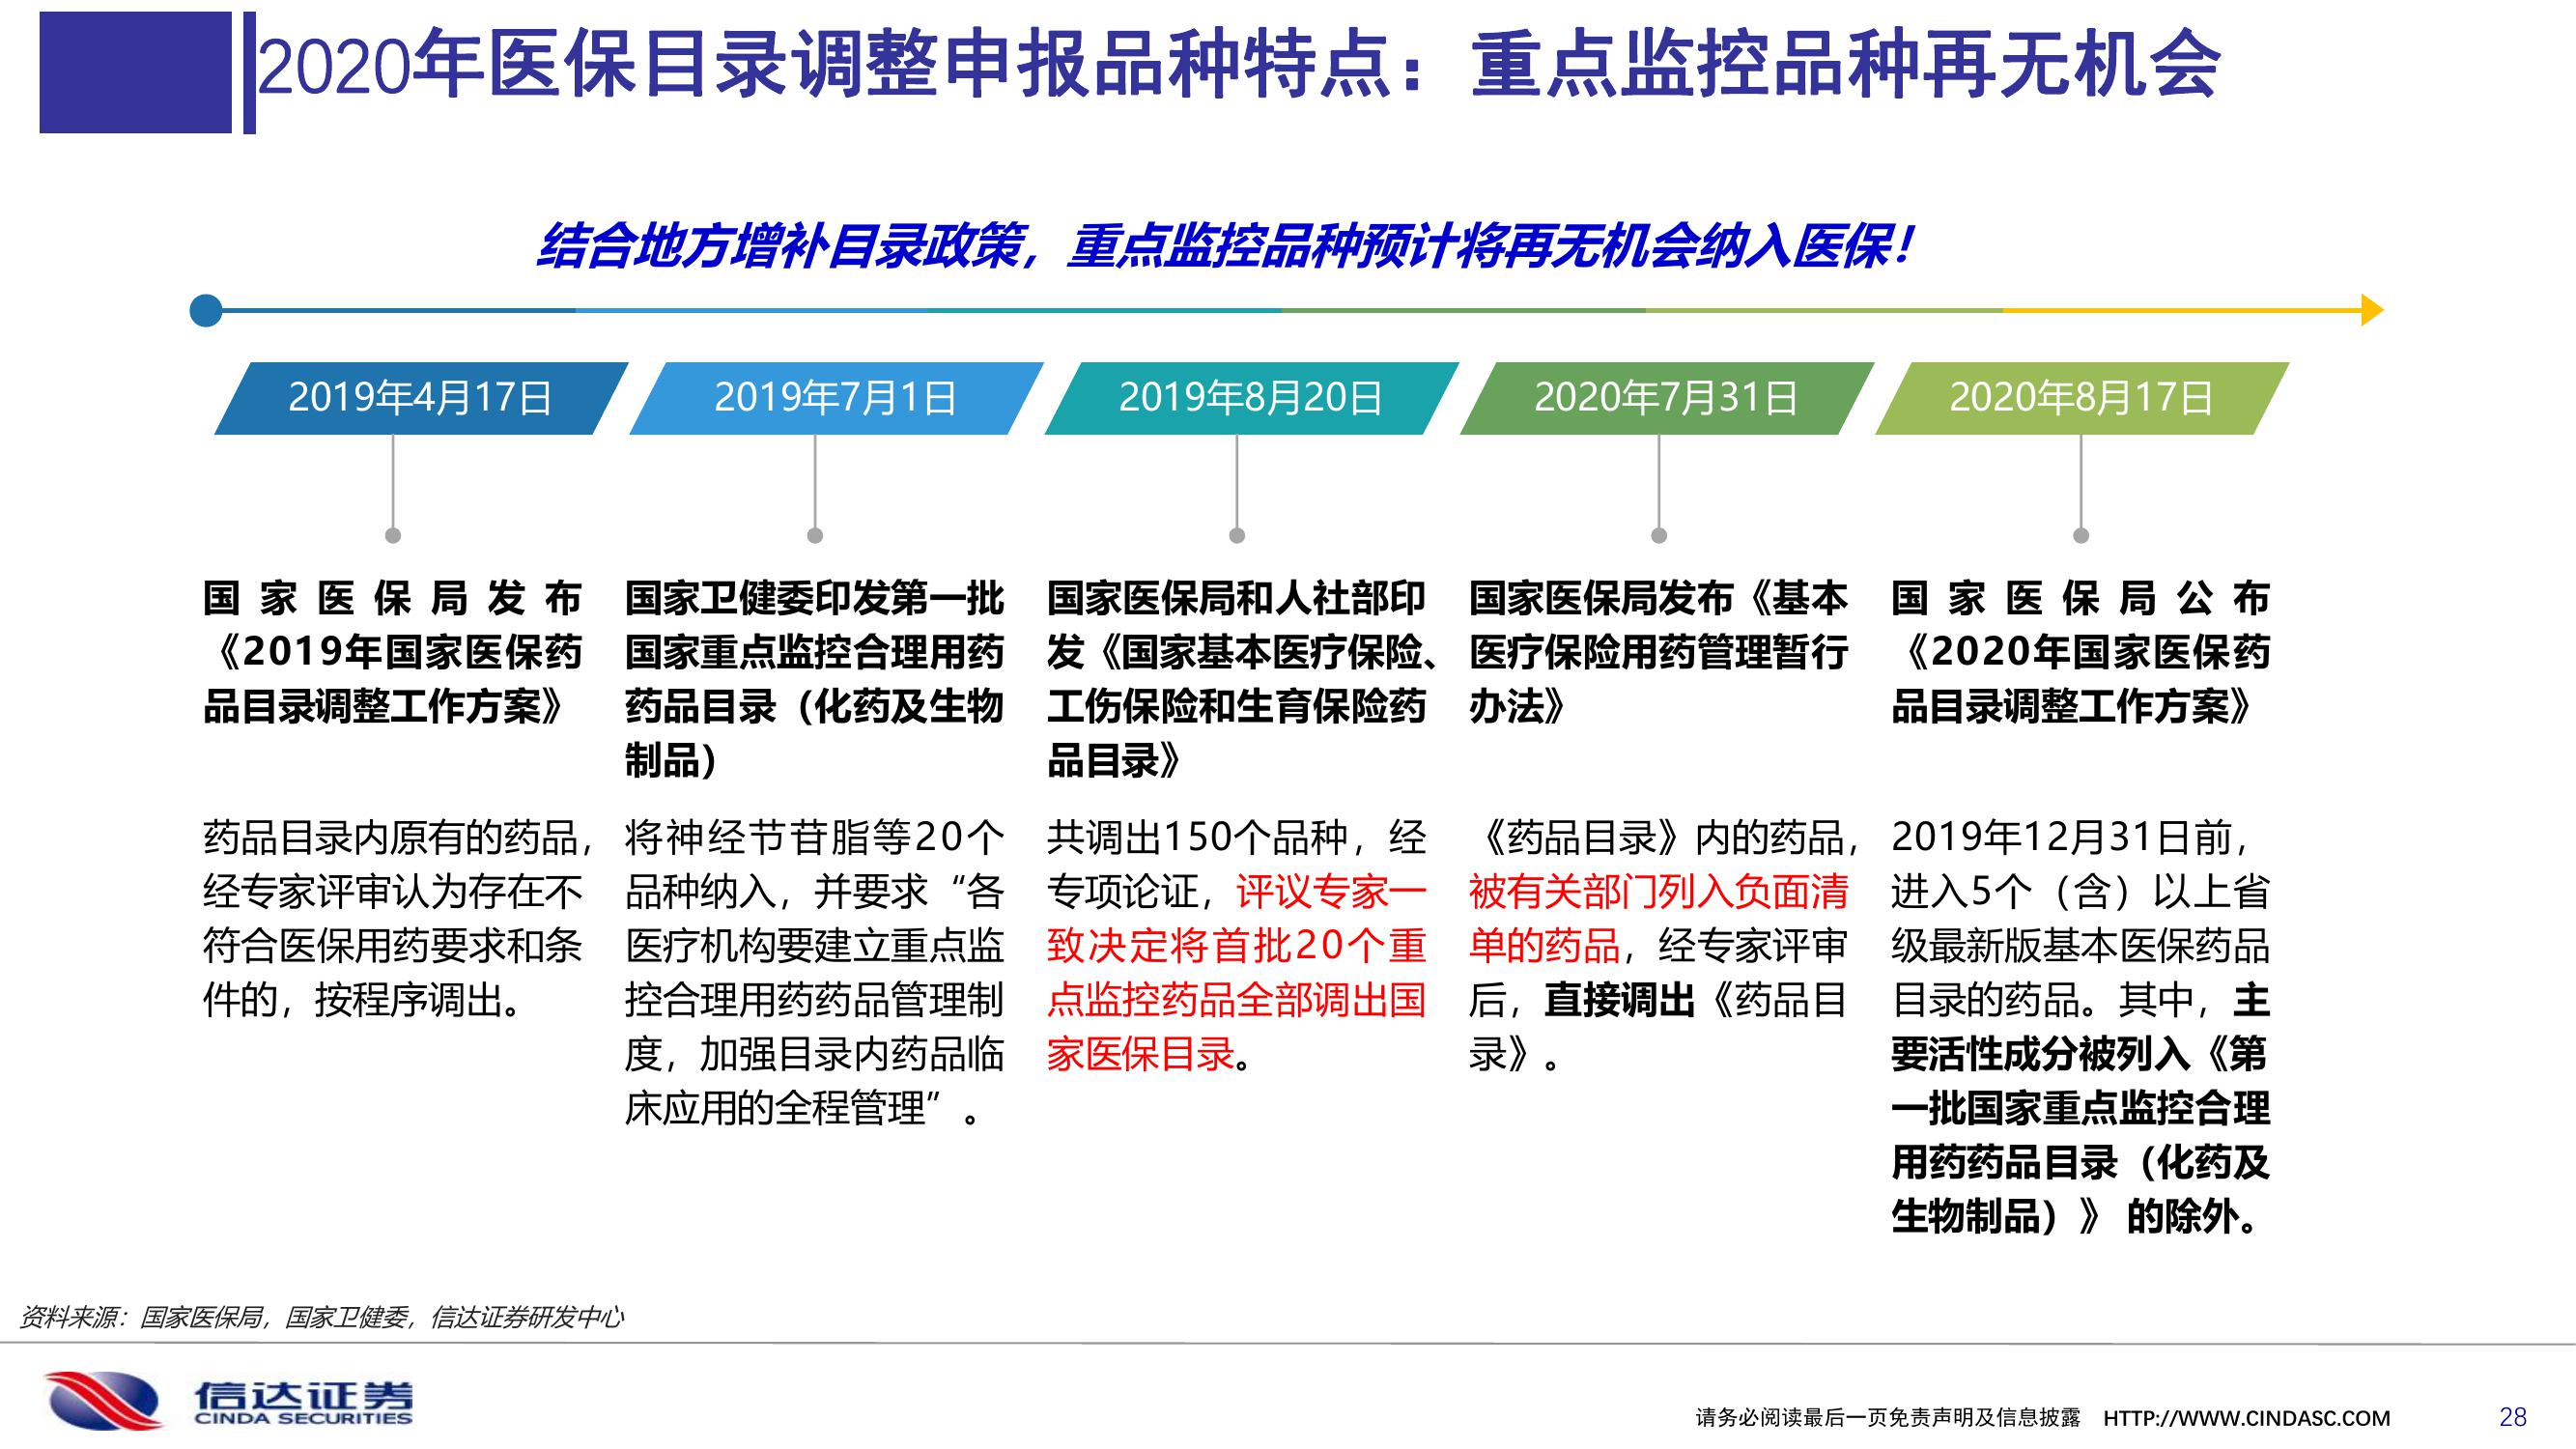 2020年医保目录调整申报品种特点：重点监控品种再无机会
结合地方增补目录政策，重点监控品种预计将再无机会纳入医保！
2019年4月17日
2019年7月1日
2019年8月20日
2020年7月31日
2020年8月17日
国家医保局发布
《2019年国家医保药
品目录调整工作方案》
药品目录内原有的药品，
经专家评审认为存在不
符合医保用药要求和条
件的，按程序调出。
国家卫健委印发第一批
国家重点监控合理用药
药品目录（化药及生物
制品）
将神经节苷脂等20个
品种纳入，并要求“各
医疗机构要建立重点监
控合理用药药品管理制
度，加强目录内药品临
床应用的全程管理”。
国家医保局和人社部印
发《国家基本医疗保险、
工伤保险和生育保险药
品目录》
共调出150个品种，经
专项论证，评议专家一
致决定将首批20个重
点监控药品全部调出国
家医保目录。
国家医保局发布《基本
医疗保险用药管理暂行
办法》
《药品目录》内的药品，
被有关部门列入负面清
单的药品，经专家评审
后，直接调出《药品目
录》。
国家医保局公布
《2020年国家医保药
品目录调整工作方案》
2019年12月31日前，
进入5个（含）以上省
级最新版基本医保药品
目录的药品。其中，主
要活性成分被列入《第
一批国家重点监控合理
用药药品目录（化药及
生物制品）》 的除外。
资料来源：国家医保局，国家卫健委，信达证券研发中心
信达证券
CINDA SECURITIES
请务必阅读最后一页免责声明及信息披露 HTTP://WWW.CINDASC.COM 28